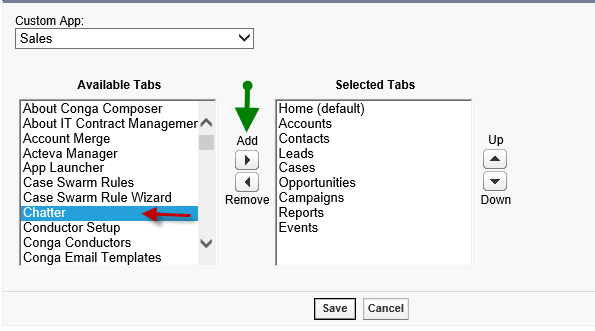 Custom App:
Sales
Available Tabs
About Conga Composer
About IT Contract Managemer
Account Merge
Acteva Manager
App Launcher
Case Swarm Rules
Case Swarm Rule Wizard
Chatter
Conductor Setup
Conga Conductors
Conga Email Templates
Add
Remove
Selected Tabs
Home (default)
Accounts
Contacts
Leads
Cases
Opportunities
Campaigns
Reports
Events
Up
Down
Save Cancel